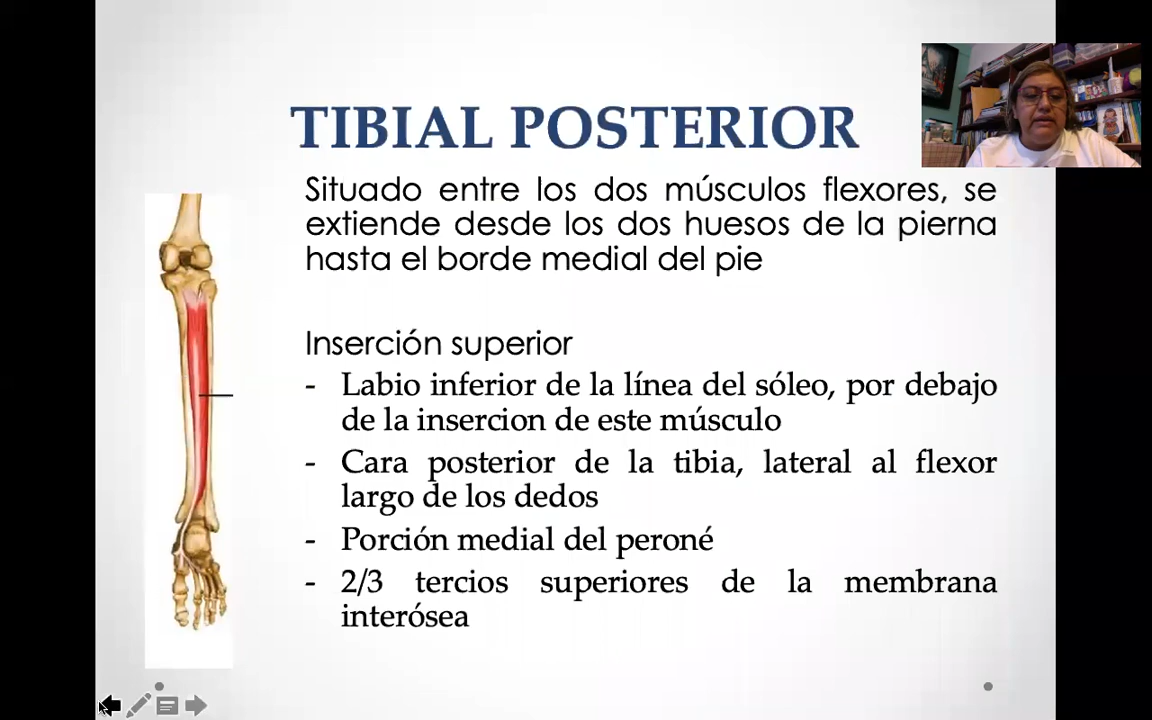 TIBIAL POSTERIOR
Situado entre los dos músculos flexores, se
extiende desde los dos huesos de la pierna
hasta el borde medial del pie
Inserción superior
- Labio inferior de la línea del sóleo, por debajo
de la insercion de este músculo
- Cara posterior de la tibia, lateral al flexor
largo de los dedos
- Porción medial del peroné
- 2/3 tercios superiores de la membrana
interósea